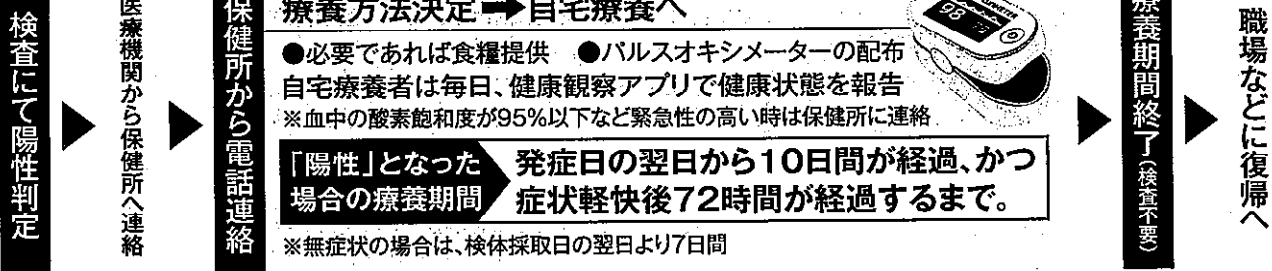 検査にて陽性判定
医療機関から保健所へ連絡
保健所から電話連絡
療養方法決定➡自宅療養へ
●必要であれば食糧提供　●パルスオキシメーターの配布
自宅療養者は毎日、健康観察アプリで健康状態を報告
※血中の酸素飽和度が95%以下など緊急性の高い時は保健所に連絡
「陽性」となった
場合の療養期間
発症日の翌日から10日間が経過、かつ
症状軽快後72時間が経過するまで。
※無症状の場合は、検体採取日の翌日より7日間
療養期間終了(検査不要)
職場などに復帰へ